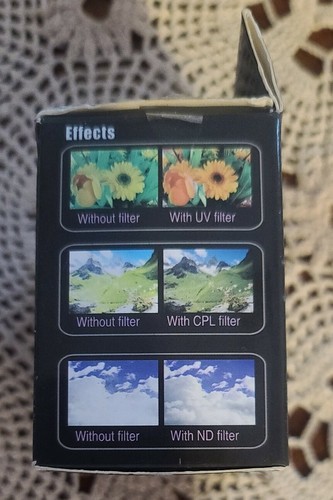 Effects
Without filter With UV filter
Without filter With CPL filter
Without filter With ND filter